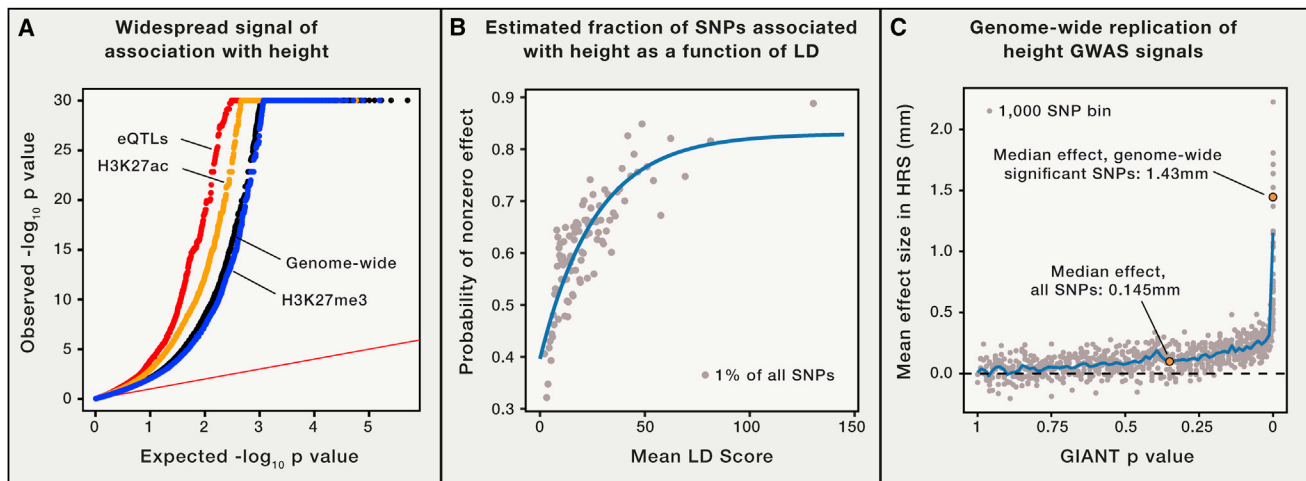 A
Widespread signal of
association with height
Observed -log10 p value
30
25
20
15
10
5
0
eQTLs
H3K27ac
Genome-wide
H3K27me3
0 1 2 3 4 5
Expected -log10 p value
B
Estimated fraction of SNPs associated
with height as a function of LD
Probability of nonzero effect
0.9
0.8
0.7
0.6
0.5
0.4
0.3
1% of all SNPs
0 50 100 150
Mean LD Score
C
Genome-wide replication of
height GWAS signals
Mean effect size in HRS (mm)
2.0
1.5
1.0
0.5
0.0
1,000 SNP bin
Median effect, genome-wide
significant SNPs: 1.43mm
Median effect,
all SNPs: 0.145mm
1 0.75 0.5 0.25 0
GIANT p value